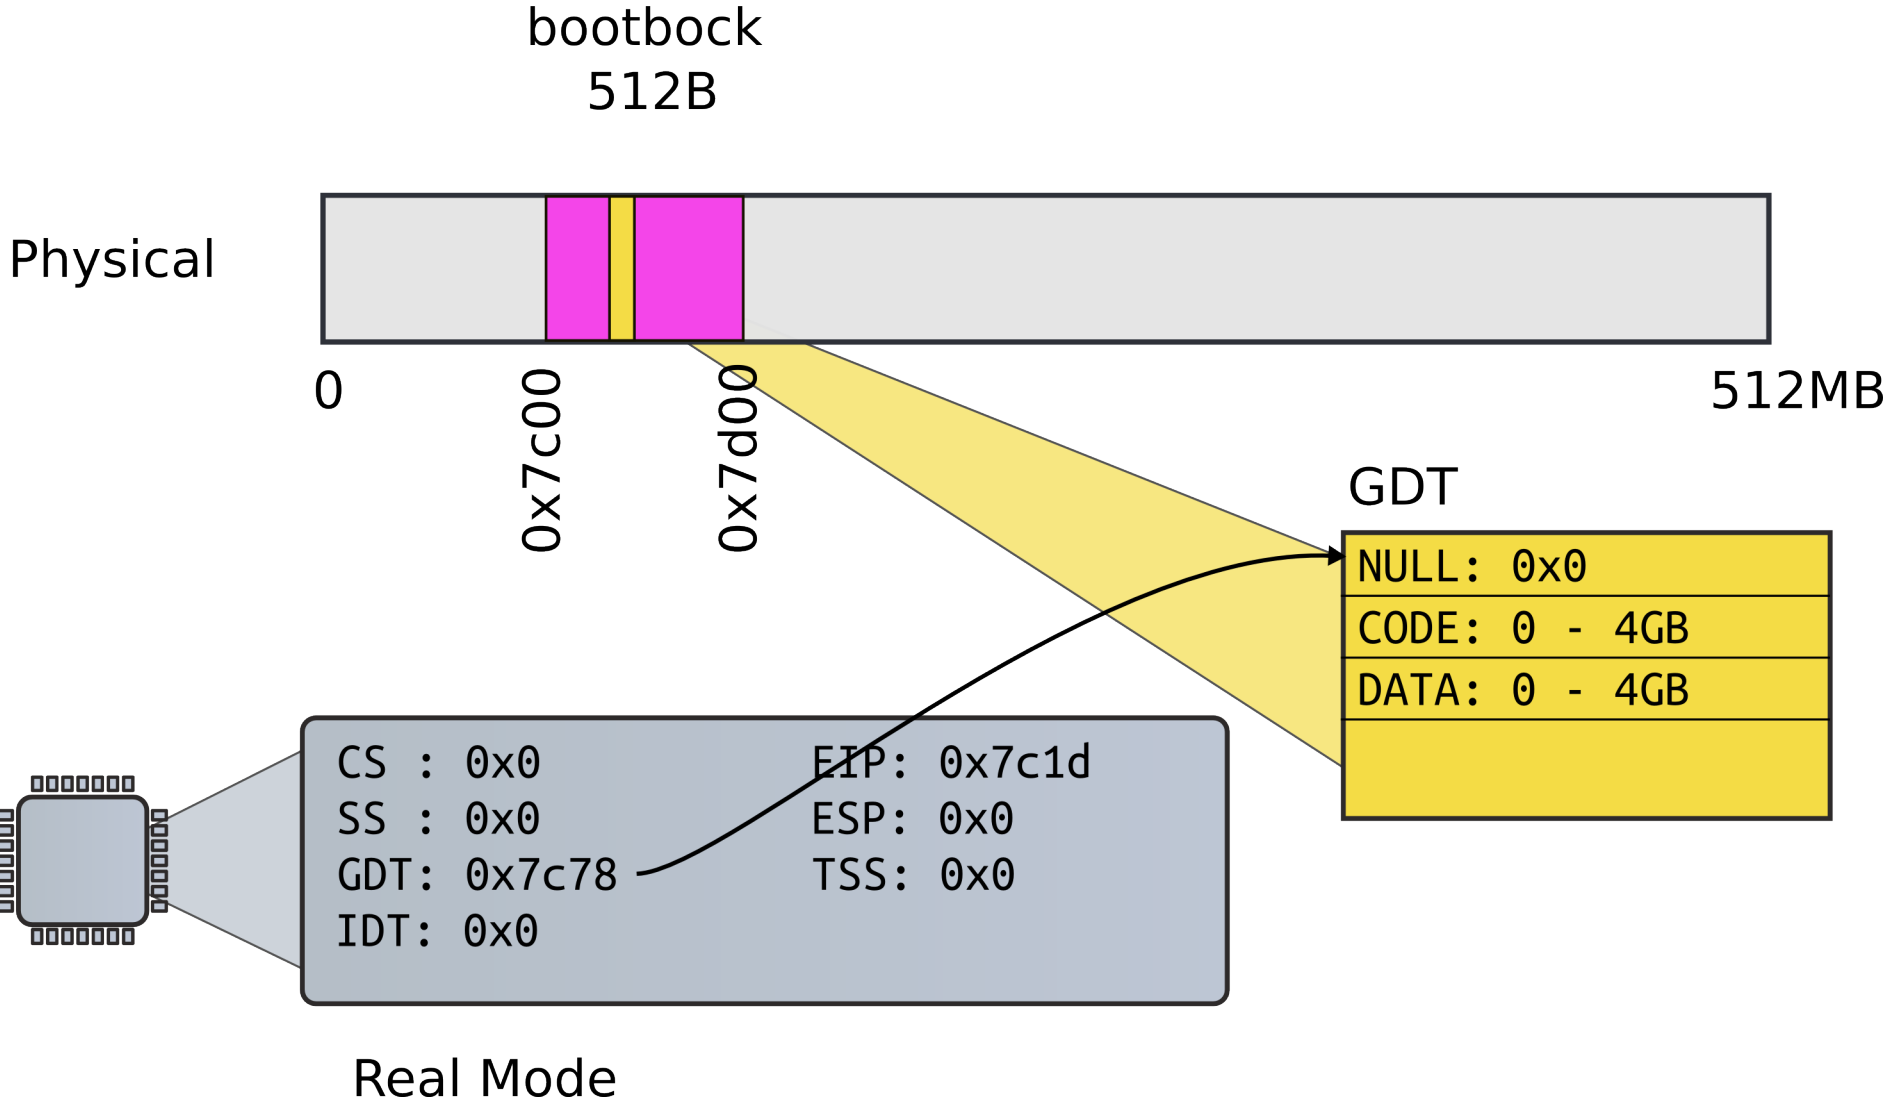 bootbock
512B
Physical
0
0x7c00
0x7d00
512MB
GDT
NULL: 0x0
CODE: 0 - 4GB
DATA: 0 - 4GB
CS : 0x0
SS : 0x0
GDT: 0x7c78
IDT: 0x0
EIP: 0x7c1d
ESP: 0x0
TSS: 0x0
Real Mode